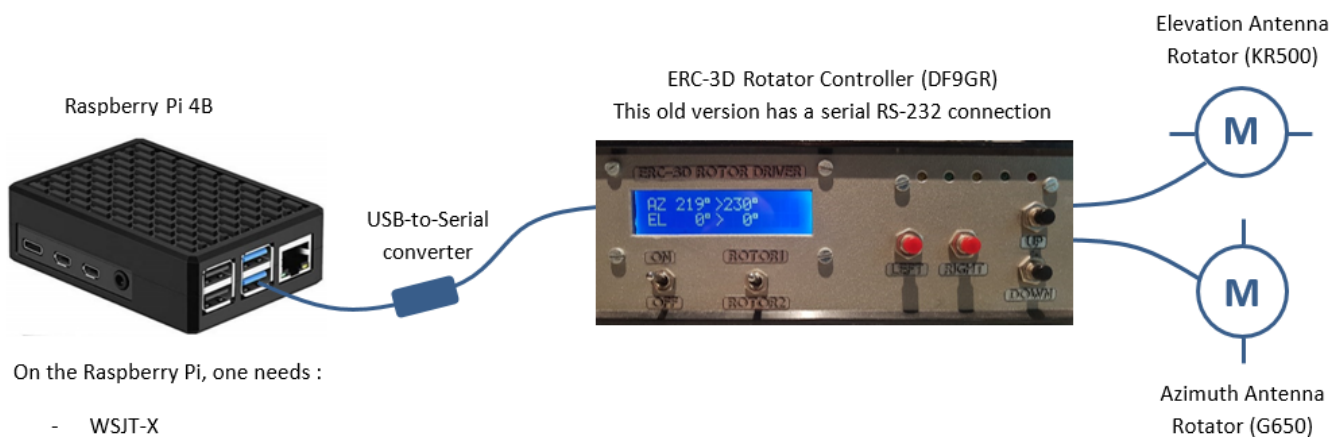 Raspberry Pi 4B
On the Raspberry Pi, one needs :
- WSJT-X
USB-to-Serial
converter
ERC-3D Rotator Controller (DF9GR)
This old version has a serial RS-232 connection
ERC-3D ROTOR DRIVER
AZ 219° >230°
EL 0° > 0°
ON
OFF
ROTOR1
ROTOR2
LEFT
RIGHT
UP
DOWN
Elevation Antenna
Rotator (KR500)
M
M
Azimuth Antenna
Rotator (G650)